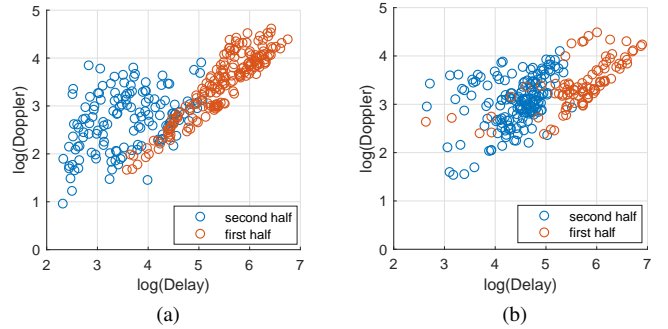 5
4
3
2
1
0
log(Doppler)
second half
first half
2 3 4 5 6 7
log(Delay)
(a)
5
4
3
2
1
0
log(Doppler)
second half
first half
2 3 4 5 6 7
log(Delay)
(b)